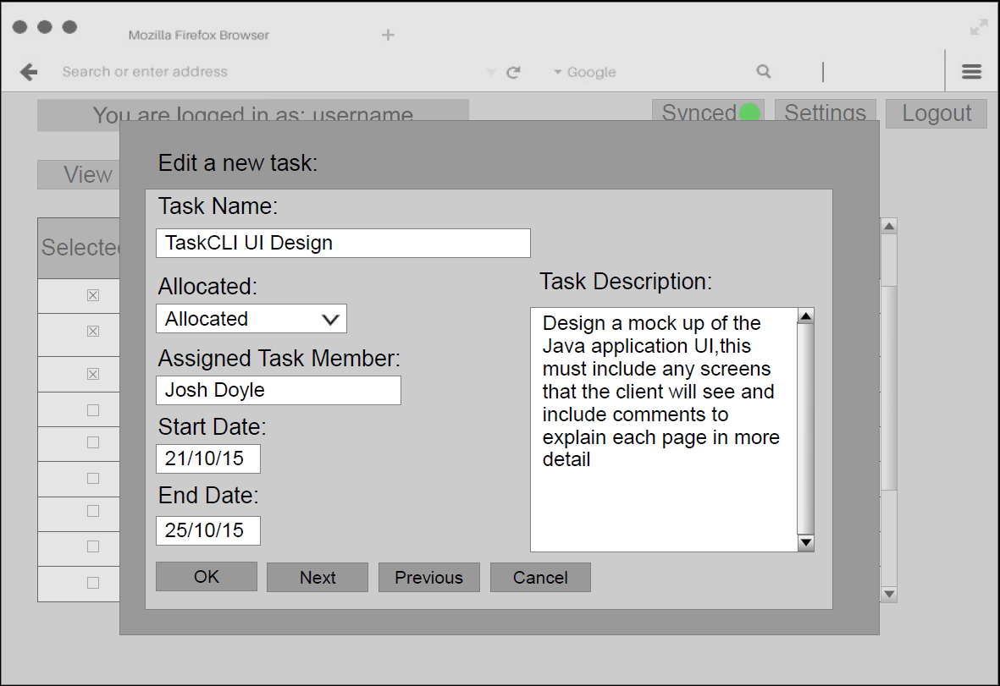 Mozilla Firefox Browser
Search or enter address
Google
You are logged in as: username
Synced
Settings
Logout
View
Edit a new task:
Selected
Task Name:
TaskCLI UI Design
Allocated:
Allocated
Assigned Task Member:
Josh Doyle
Start Date:
21/10/15
End Date:
25/10/15
Task Description:
Design a mock up of the
Java application UI,this
must include any screens
that the client will see and
include comments to
explain each page in more
detail
OK
Next
Previous
Cancel